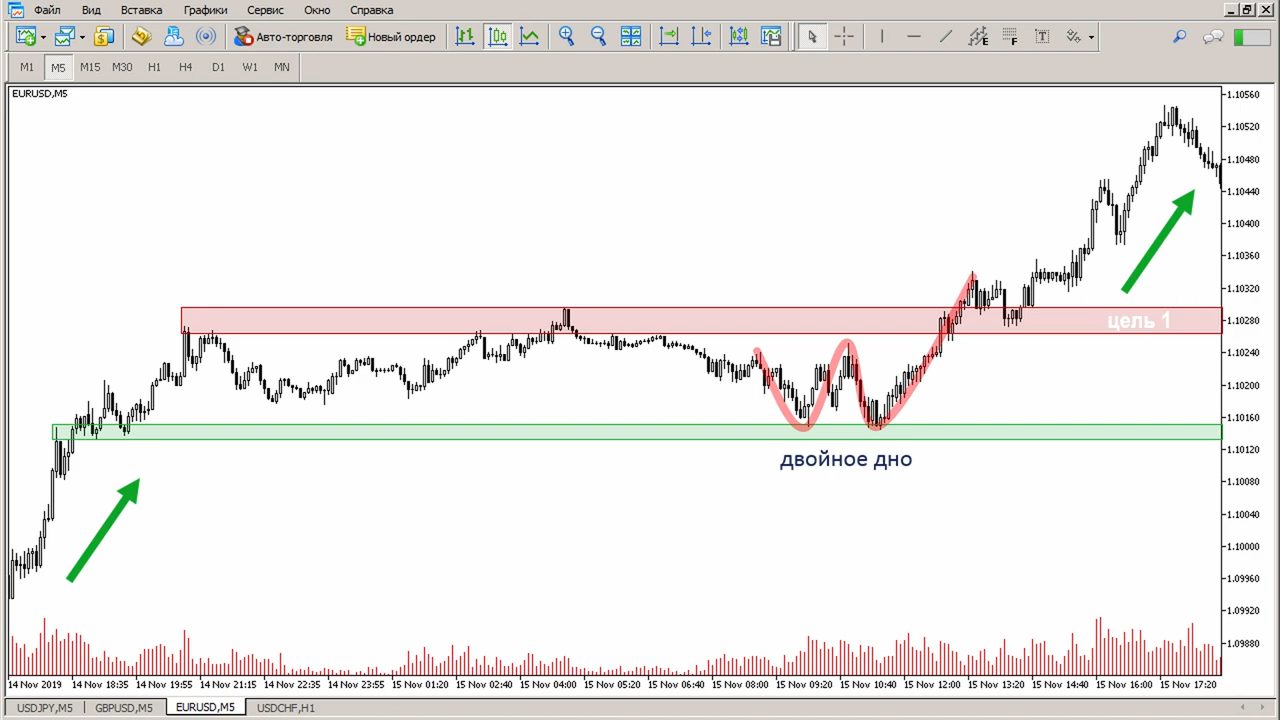 Файл Вид Вставка Графики Сервис Окно Справка
Авто-торговля Новый ордер
M1 M5 M15 M30 H1 H4 D1 W1 MN
EURUSD,M5
1.10560
1.10520
1.10480
1.10440
1.10400
1.10360
1.10320
цель 1
1.10280
1.10240
1.10200
1.10160
1.10120
двойное дно
1.10080
1.10040
1.10000
1.09960
1.09920
1.09880
14 Nov 2019 14 Nov 18:35 14 Nov 19:55 14 Nov 21:15 14 Nov 22:35 14 Nov 23:55 15 Nov 01:20 15 Nov 02:40 15 Nov 04:00 15 Nov 05:20 15 Nov 06:40 15 Nov 08:00 15 Nov 09:20 15 Nov 10:40 15 Nov 12:00 15 Nov 13:20 15 Nov 14:40 15 Nov 16:00 15 Nov 17:20
USDJPY,M5 GBPUSD,M5 EURUSD,M5 USDCHF,H1